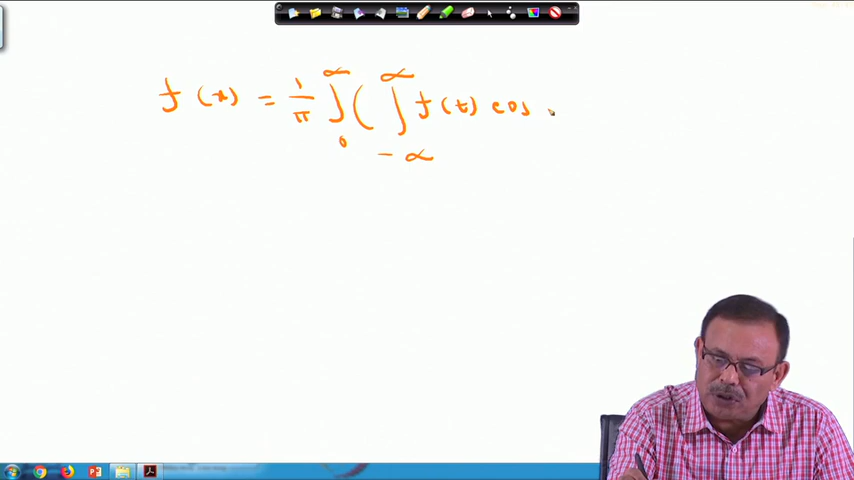 f(x) = 1/π ∫₀^∞ ( ∫_{-∞}^∞ f(t) cos